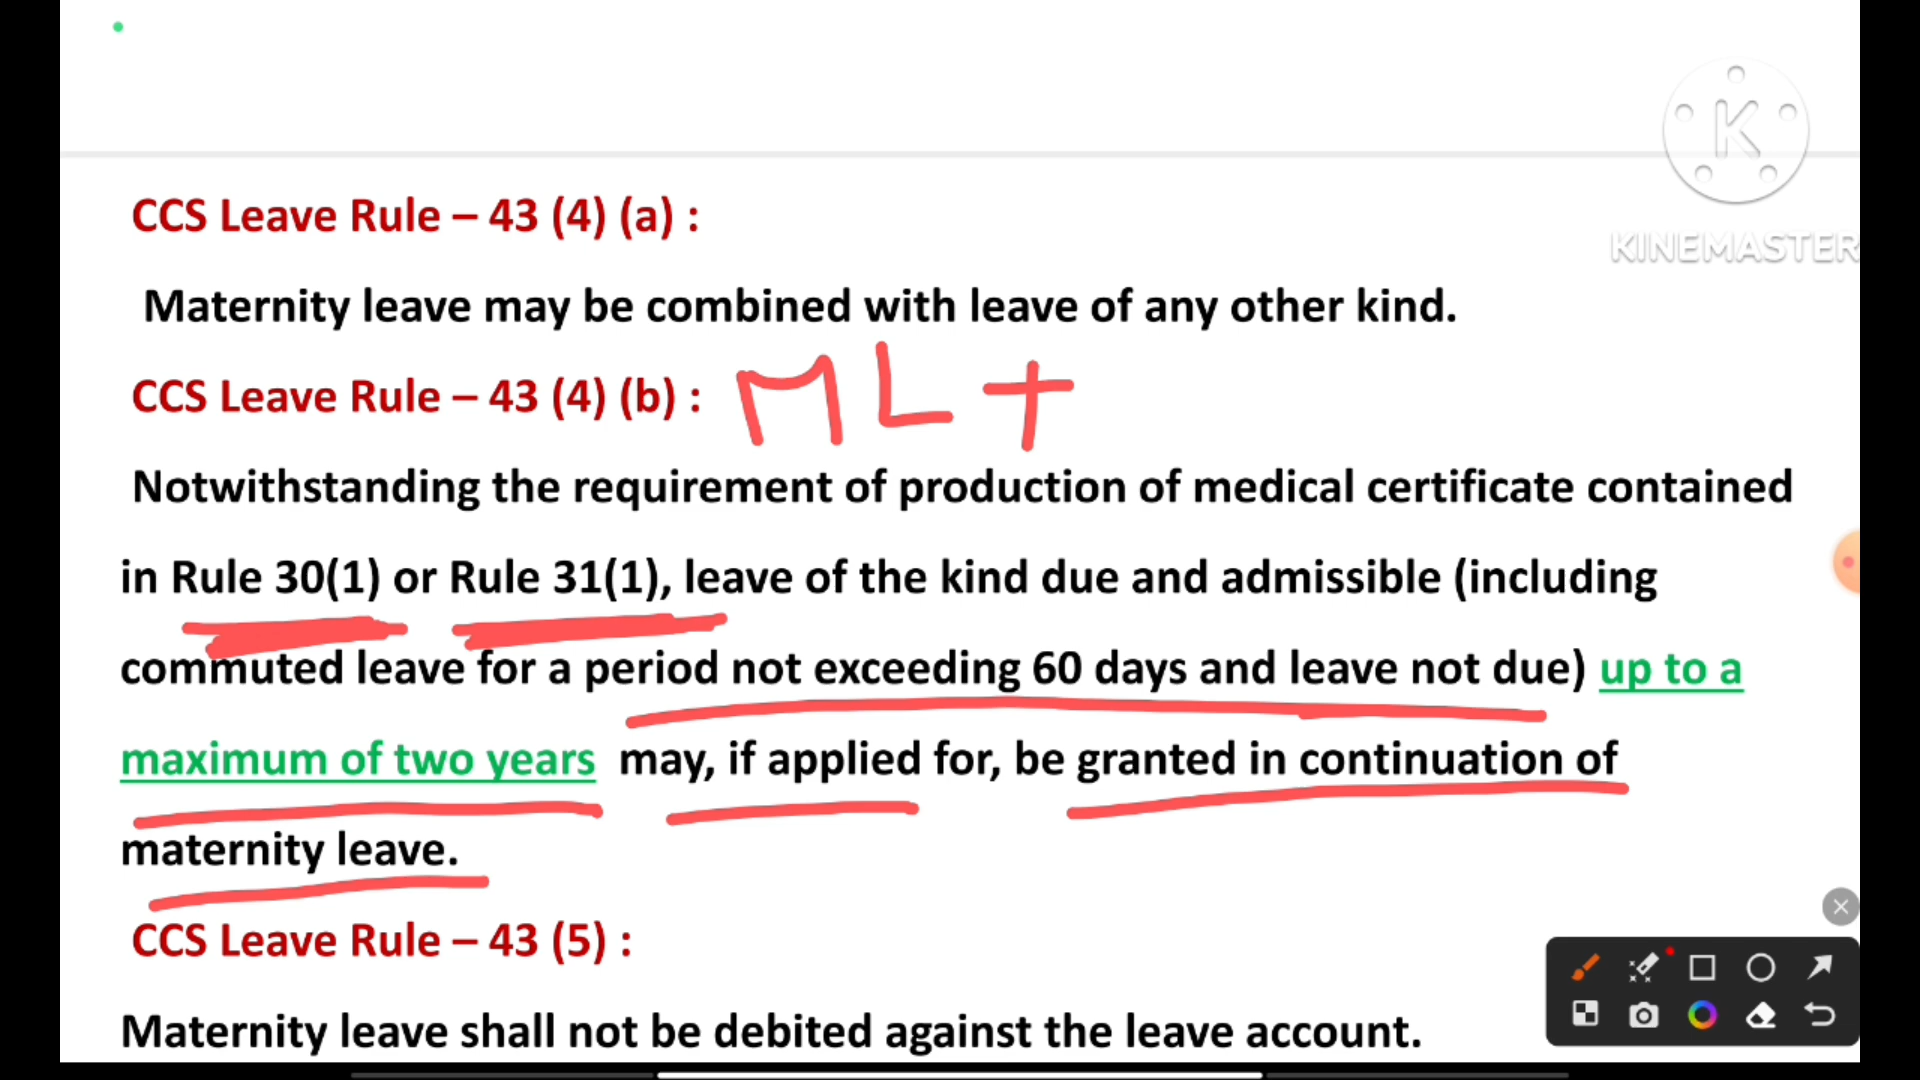 K
KINEMASTER
CCS Leave Rule – 43 (4) (a) :
Maternity leave may be combined with leave of any other kind.
CCS Leave Rule – 43 (4) (b) : ML +
Notwithstanding the requirement of production of medical certificate contained
in Rule 30(1) or Rule 31(1), leave of the kind due and admissible (including
commuted leave for a period not exceeding 60 days and leave not due) up to a
maximum of two years may, if applied for, be granted in continuation of
maternity leave.
CCS Leave Rule – 43 (5) :
Maternity leave shall not be debited against the leave account.